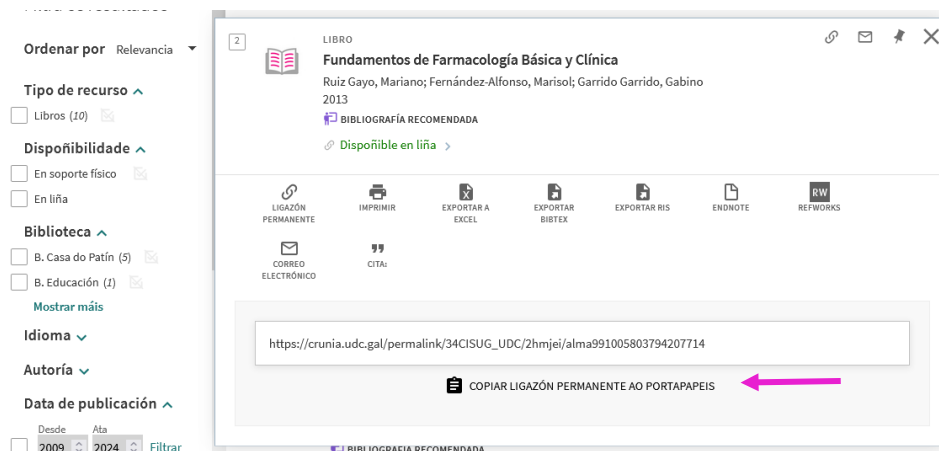 Ordenar por Relevancia
Tipo de recurso
Libros (10)
Dispoñibilidade
En soporte físico
En liña
Biblioteca
B. Casa do Patín (5)
B. Educación (1)
Mostrar máis
Idioma
Autoría
Data de publicación
Desde Ata
2009 2024 Filtrar
2
LIBRO
Fundamentos de Farmacología Básica y Clínica
Ruiz Gayo, Mariano; Fernández-Alfonso, Marisol; Garrido Garrido, Gabino
2013
BIBLIOGRAFÍA RECOMENDADA
Dispoñible en liña
LIGAZÓN
PERMANENTE
IMPRIMIR
EXPORTAR A
EXCEL
EXPORTAR
BIBTEX
EXPORTAR RIS
ENDNOTE
RW
REFWORKS
CORREO
ELECTRÓNICO
CITA:
https://crunia.udc.gal/permalink/34CISUG_UDC/2hmjei/alma991005803794207714
COPIAR LIGAZÓN PERMANENTE AO PORTAPAPEIS
BIBLIOGRAFÍA RECOMENDADA